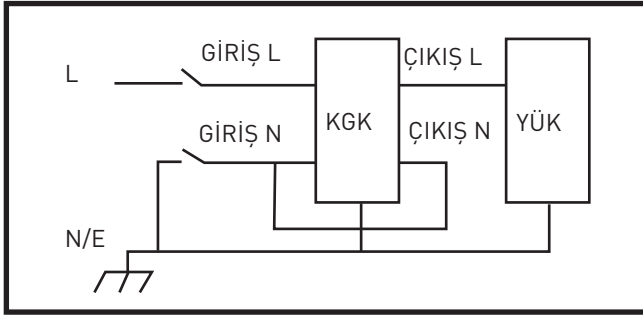 GİRİŞ L
ÇIKIŞ L
L
KGK
YÜK
GİRİŞ N
ÇIKIŞ N
N/E